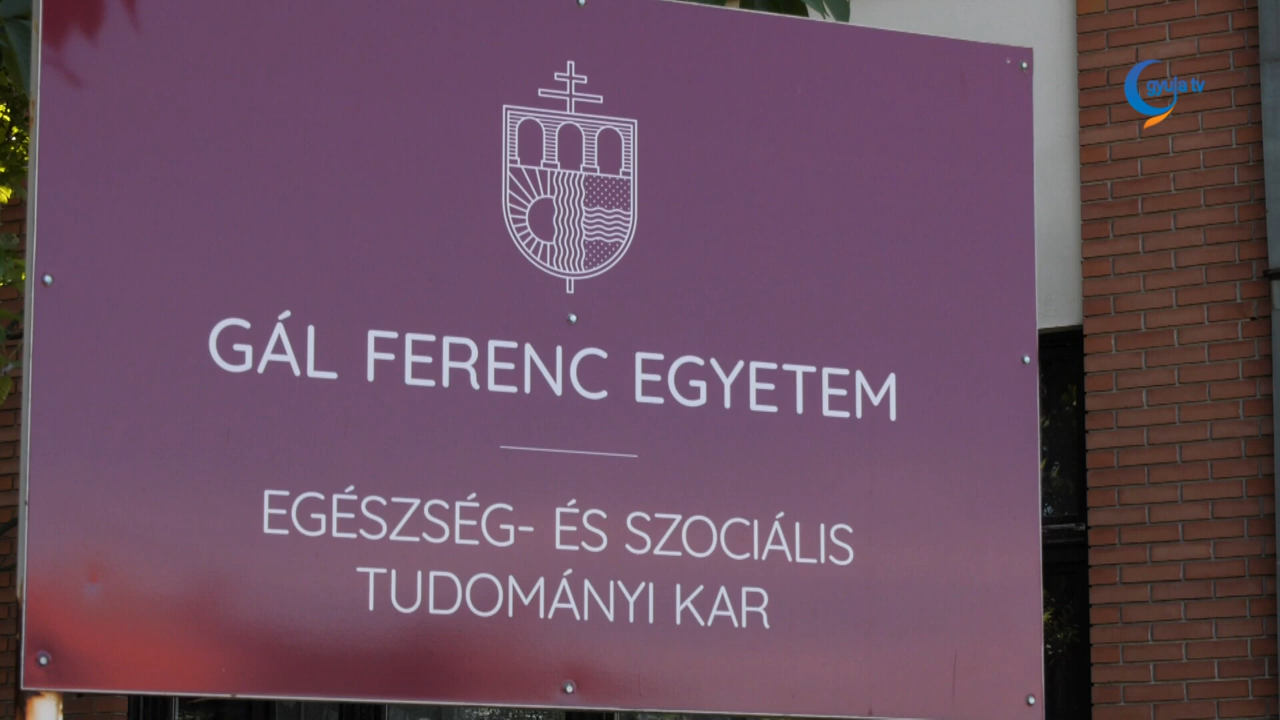 gyula tv
GÁL FERENC EGYETEM
EGÉSZSÉG- ÉS SZOCIÁLIS
TUDOMÁNYI KAR